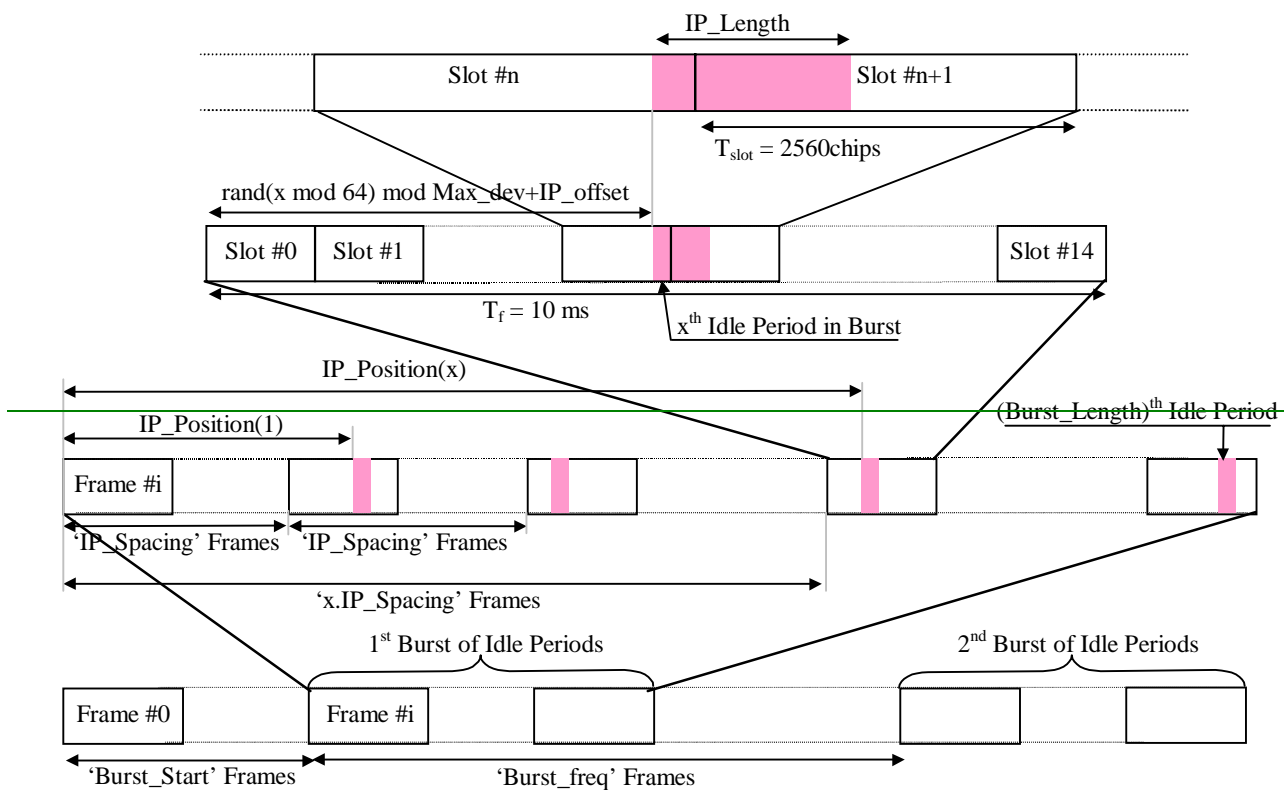 IP_Length
Slot #n
Slot #n+1
T_slot = 2560chips
rand(x mod 64) mod Max_dev+IP_offset
Slot #0
Slot #1
Slot #14
T_f = 10 ms
x^th Idle Period in Burst
IP_Position(x)
(Burst_Length)^th Idle Period
IP_Position(1)
Frame #i
‘IP_Spacing’ Frames
‘IP_Spacing’ Frames
‘x.IP_Spacing’ Frames
1^st Burst of Idle Periods
2^nd Burst of Idle Periods
Frame #0
Frame #i
‘Burst_Start’ Frames
‘Burst_freq’ Frames